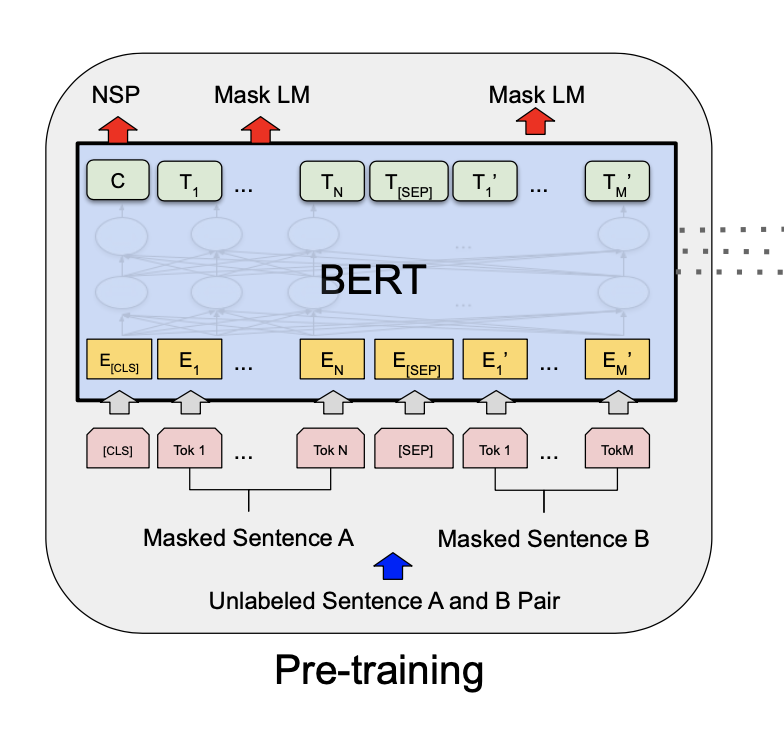 NSP Mask LM Mask LM
C T1 ... TN T[SEP] T1’ ... TM’
...
BERT
...
E[CLS] E1 ... EN E[SEP] E1’ ... EM’
[CLS] Tok 1 ... Tok N [SEP] Tok 1 ... TokM
Masked Sentence A Masked Sentence B
Unlabeled Sentence A and B Pair
Pre-training